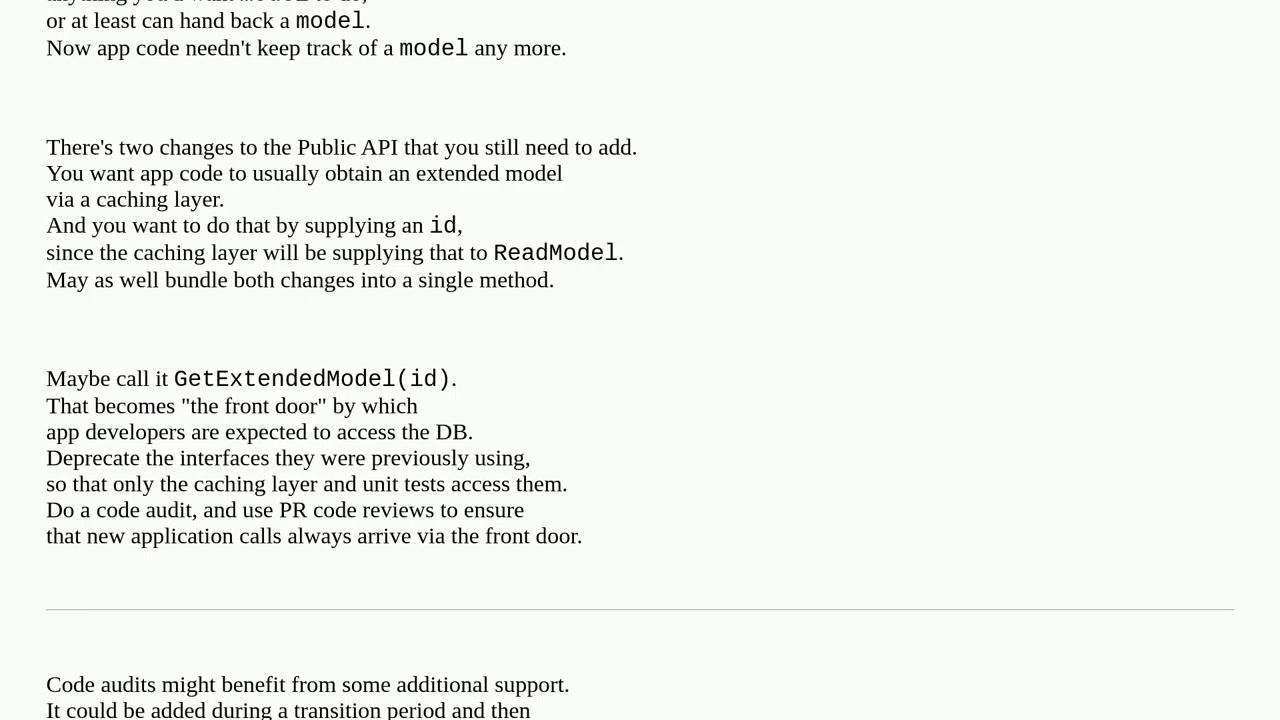 or at least can hand back a model.
Now app code needn't keep track of a model any more.
There's two changes to the Public API that you still need to add.
You want app code to usually obtain an extended model
via a caching layer.
And you want to do that by supplying an id,
since the caching layer will be supplying that to ReadModel.
May as well bundle both changes into a single method.
Maybe call it GetExtendedModel(id).
That becomes "the front door" by which
app developers are expected to access the DB.
Deprecate the interfaces they were previously using,
so that only the caching layer and unit tests access them.
Do a code audit, and use PR code reviews to ensure
that new application calls always arrive via the front door.
Code audits might benefit from some additional support.
It could be added during a transition period and then